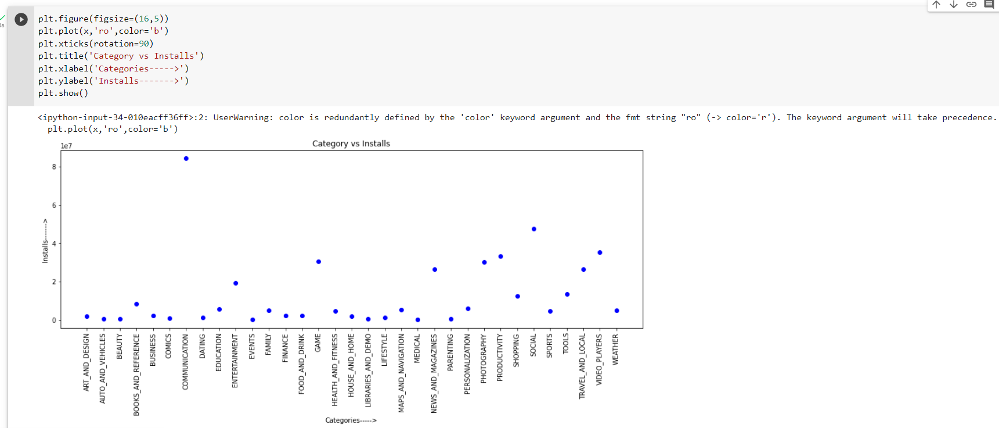 plt.figure(figsize=(16,5))
plt.plot(x,'ro',color='b')
plt.xticks(rotation=90)
plt.title('Category vs Installs')
plt.xlabel('Categories----->')
plt.ylabel('Installs------->')
plt.show()
<ipython-input-34-010eacff36ff>:2: UserWarning: color is redundantly defined by the 'color' keyword argument and the fmt string "ro" (-> color='r'). The keyword argument will take precedence.
plt.plot(x,'ro',color='b')
Category vs Installs
1e7
8
6
4
2
0
Installs------->
ART_AND_DESIGN
AUTO_AND_VEHICLES
BEAUTY
BOOKS_AND_REFERENCE
BUSINESS
COMICS
COMMUNICATION
DATING
EDUCATION
ENTERTAINMENT
EVENTS
FAMILY
FINANCE
FOOD_AND_DRINK
GAME
HEALTH_AND_FITNESS
HOUSE_AND_HOME
LIBRARIES_AND_DEMO
LIFESTYLE
MAPS_AND_NAVIGATION
MEDICAL
NEWS_AND_MAGAZINES
PARENTING
PERSONALIZATION
PHOTOGRAPHY
PRODUCTIVITY
SHOPPING
SOCIAL
SPORTS
TOOLS
TRAVEL_AND_LOCAL
VIDEO_PLAYERS
WEATHER
Categories----->